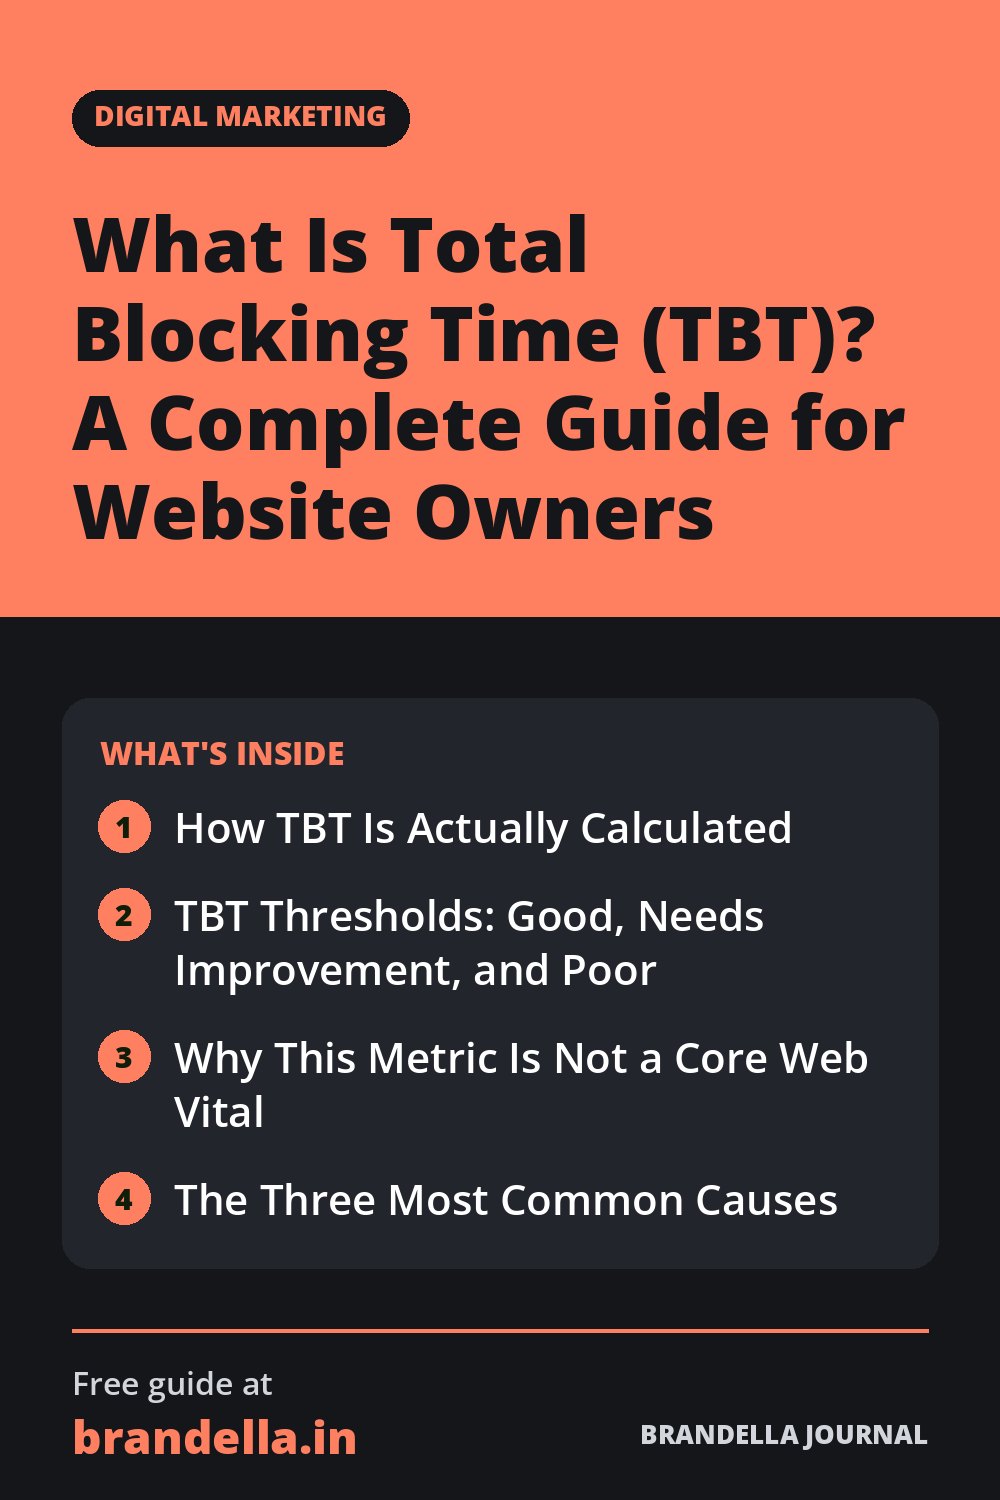 DIGITAL MARKETING
What Is Total
Blocking Time (TBT)?
A Complete Guide for
Website Owners
WHAT'S INSIDE
1 How TBT Is Actually Calculated
2 TBT Thresholds: Good, Needs
Improvement, and Poor
3 Why This Metric Is Not a Core Web
Vital
4 The Three Most Common Causes
Free guide at
brandella.in
BRANDELLA JOURNAL